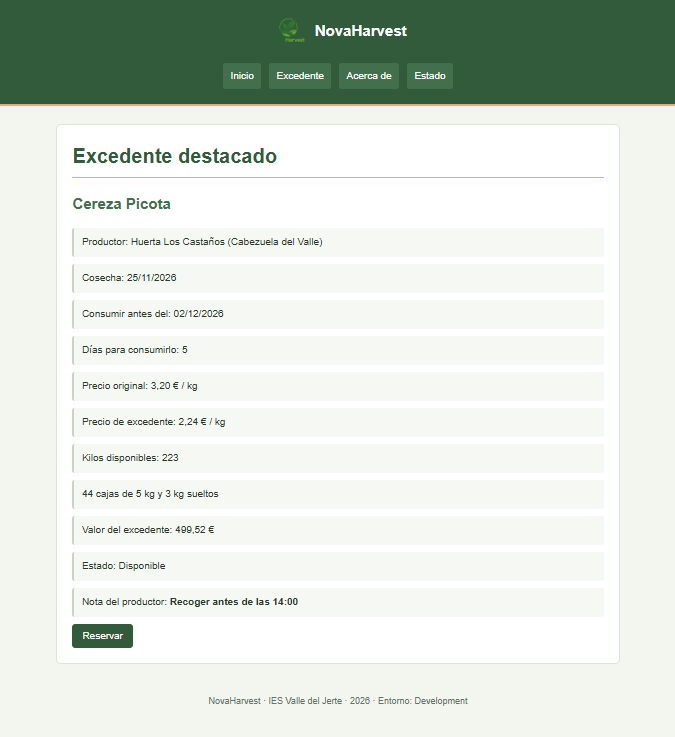 Harvest
NovaHarvest
Inicio
Excedente
Acerca de
Estado
Excedente destacado
Cereza Picota
Productor: Huerta Los Castaños (Cabezuela del Valle)
Cosecha: 25/11/2026
Consumir antes del: 02/12/2026
Días para consumirlo: 5
Precio original: 3,20 € / kg
Precio de excedente: 2,24 € / kg
Kilos disponibles: 223
44 cajas de 5 kg y 3 kg sueltos
Valor del excedente: 499,52 €
Estado: Disponible
Nota del productor: Recoger antes de las 14:00
Reservar
NovaHarvest · IES Valle del Jerte · 2026 · Entorno: Development